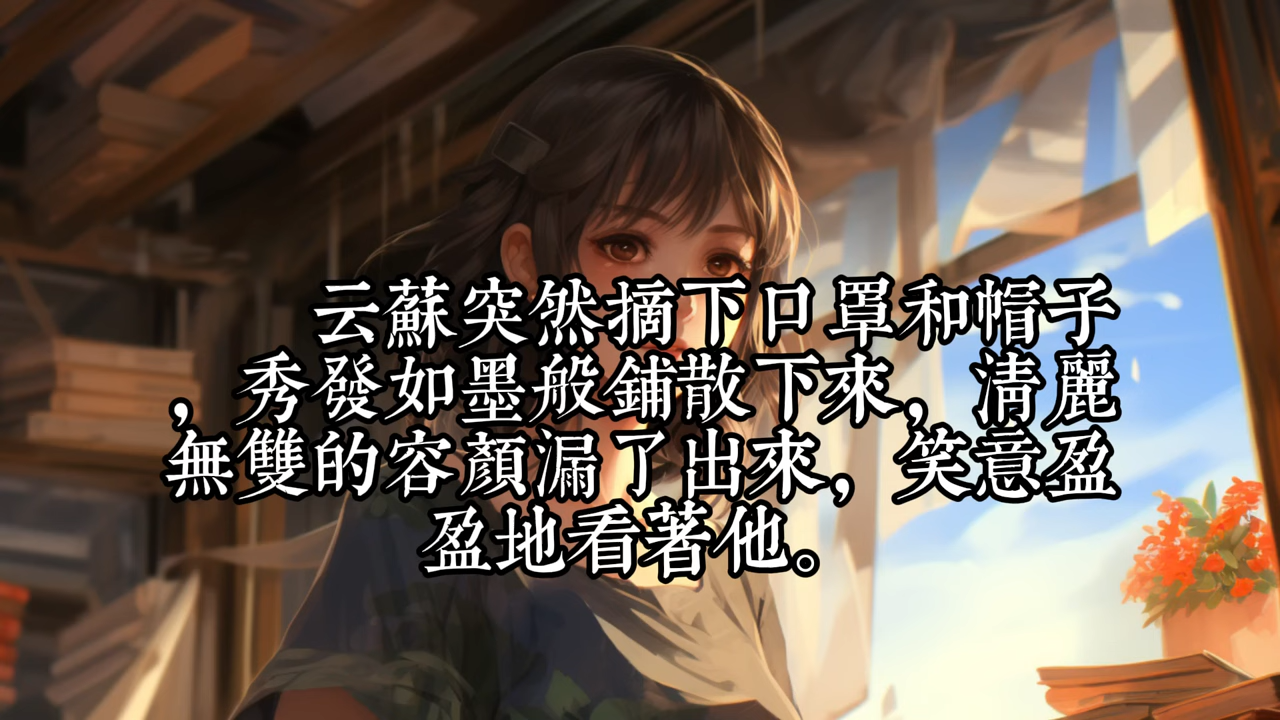 云蘇突然摘下口罩和帽子
，秀發如墨般鋪散下來，清麗
無雙的容顏漏了出來，笑意盈
盈地看著他。